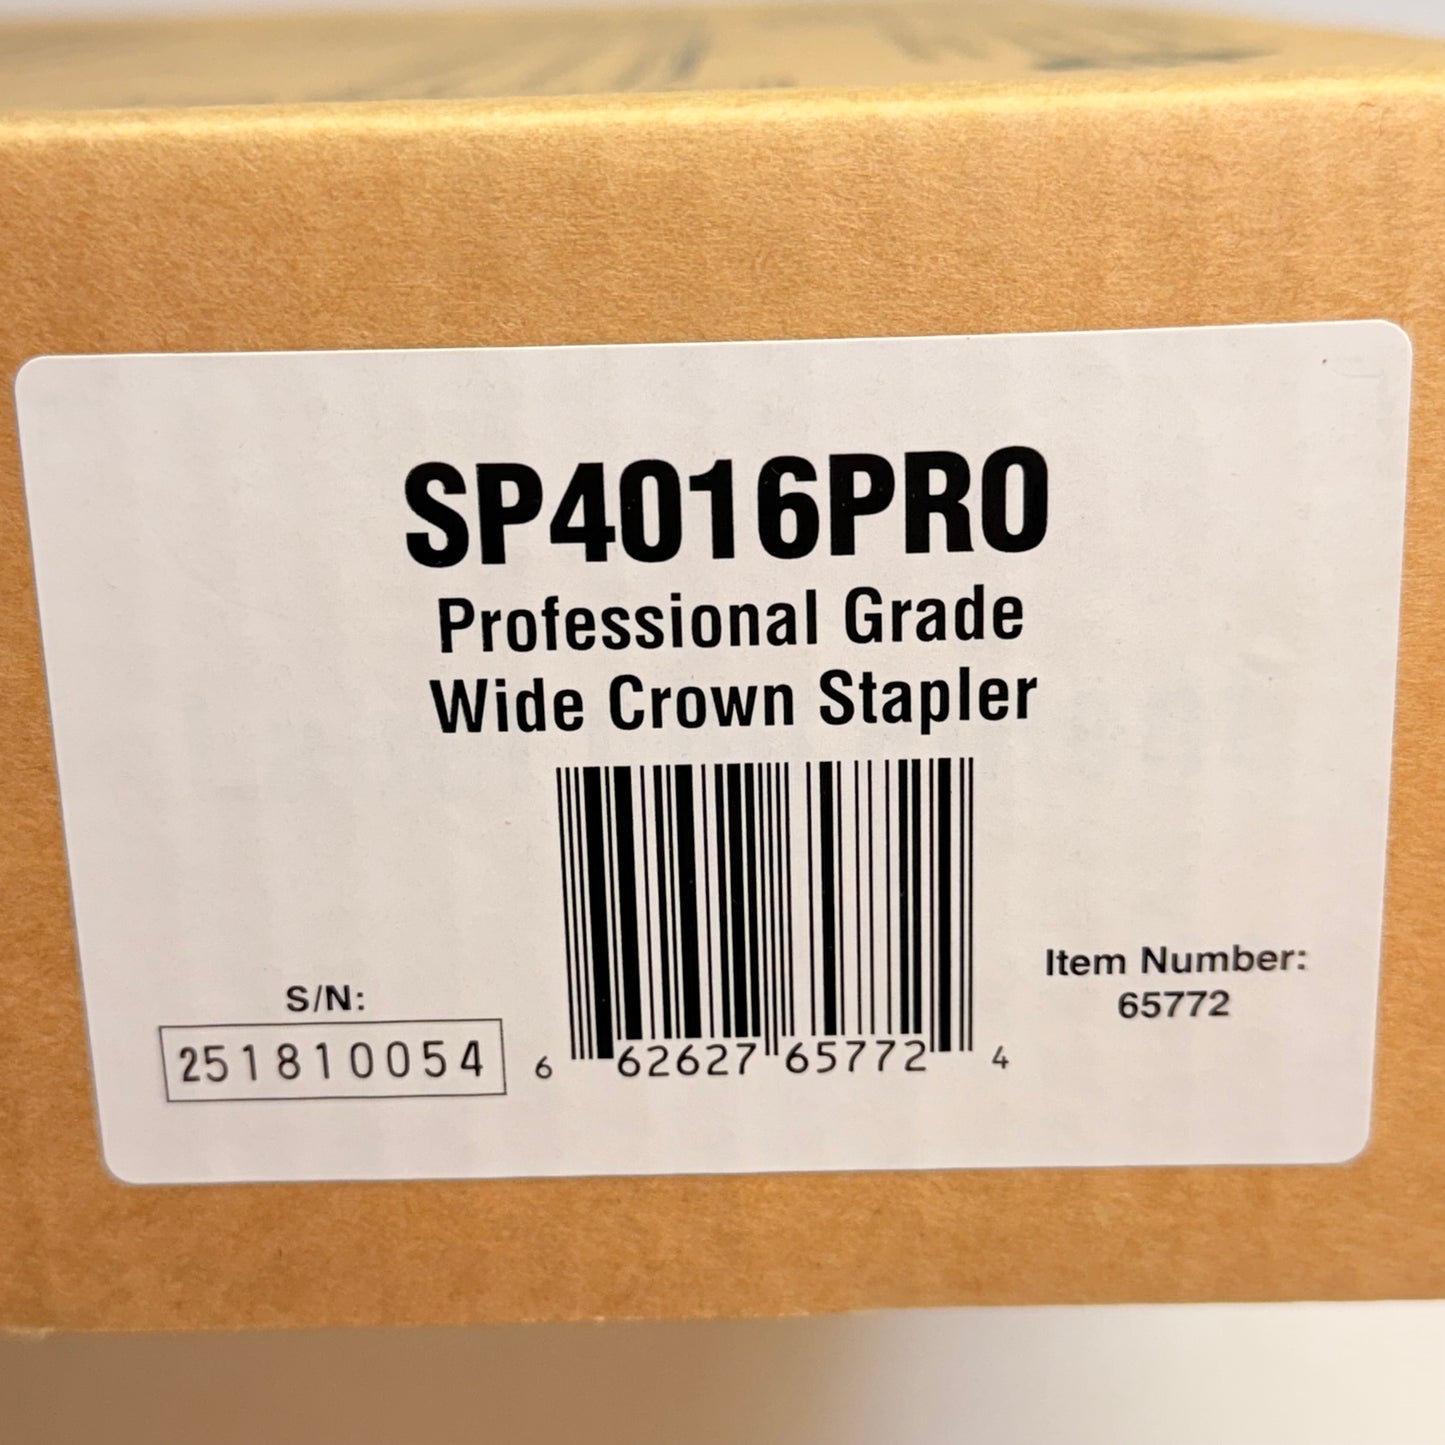 SP4016PRO
Professional Grade
Wide Crown Stapler
S/N:
251810054
6 62627 65772 4
Item Number:
65772